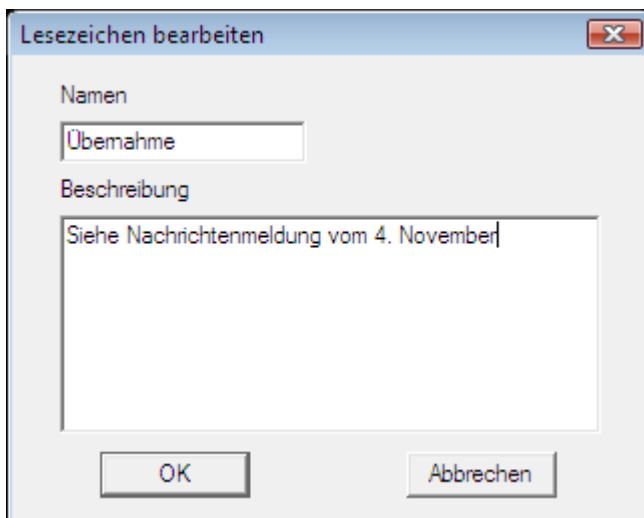 Lesezeichen bearbeiten
Namen
Übernahme
Beschreibung
Siehe Nachrichtenmeldung vom 4. November
OK
Abbrechen